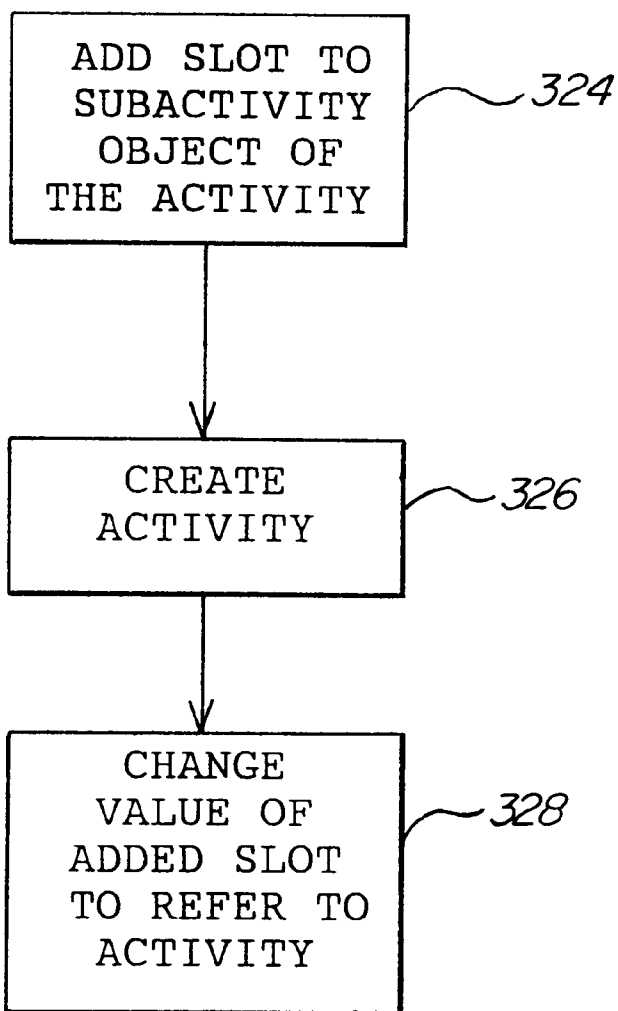 ADD SLOT TO
SUBACTIVITY
OBJECT OF
THE ACTIVITY
324
CREATE
ACTIVITY
326
CHANGE
VALUE OF
ADDED SLOT
TO REFER TO
ACTIVITY
328